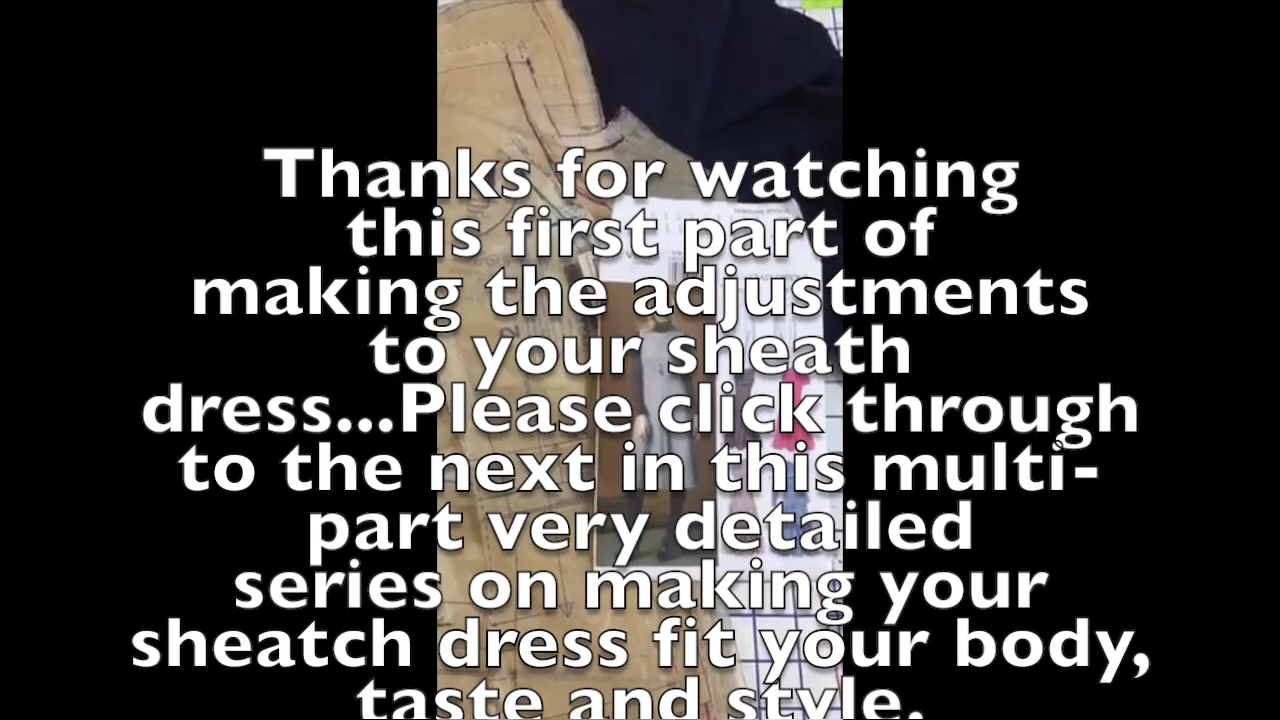 Thanks for watching
this first part of
making the adjustments
to your sheath
dress...Please click through
to the next in this multi-
part very detailed
series on making your
sheatch dress fit your body,
taste and style.